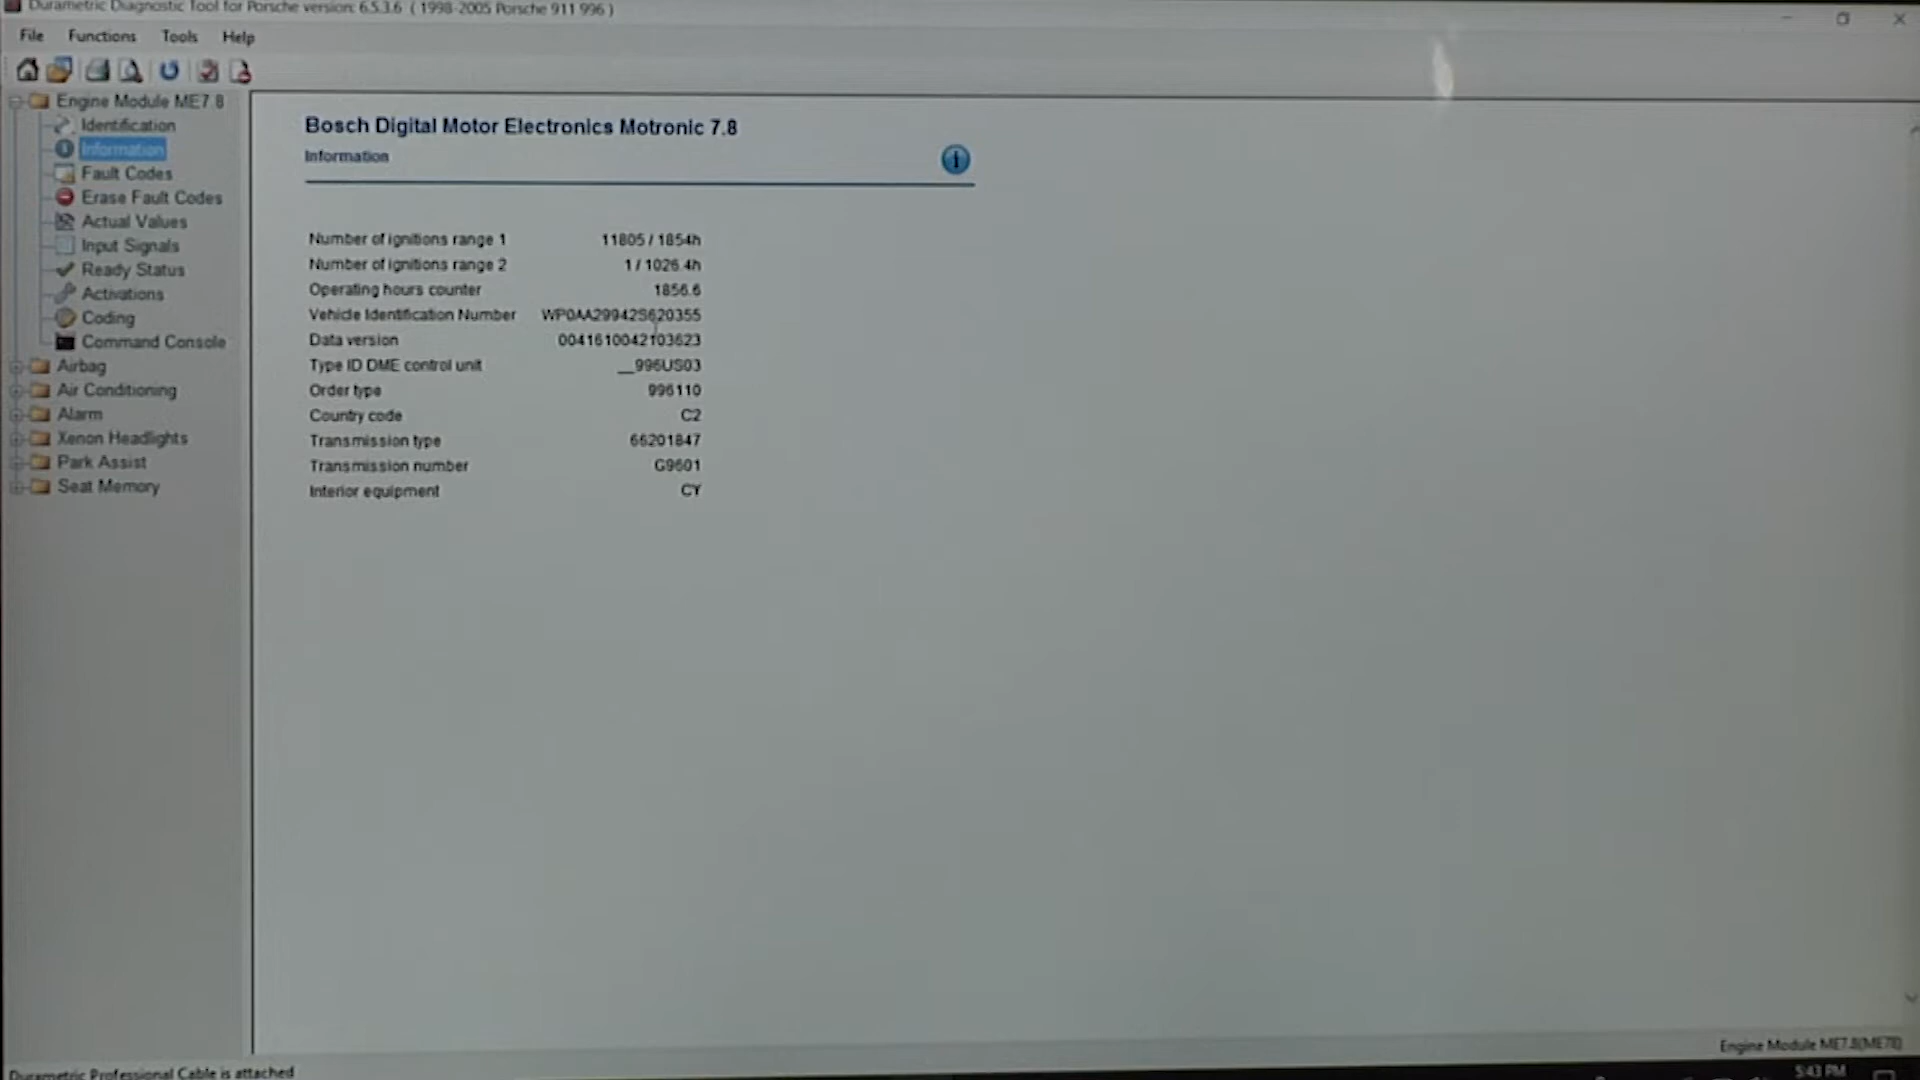 Durametric Diagnostic Tool for Porsche version: 6.5.3.6 ( 1998-2005 Porsche 911 996 )
File Functions Tools Help
Engine Module ME7.8
Identification
Information
Fault Codes
Erase Fault Codes
Actual Values
Input Signals
Ready Status
Activations
Coding
Command Console
Airbag
Air Conditioning
Alarm
Xenon Headlights
Park Assist
Seat Memory
Bosch Digital Motor Electronics Motronic 7.8
Information
Number of ignitions range 1 11805 / 1854h
Number of ignitions range 2 1 / 1026.4h
Operating hours counter 1856.6
Vehicle Identification Number WP0AA29942S620355
Data version 0041610042103623
Type ID DME control unit __996US03
Order type 996110
Country code C2
Transmission type 66201847
Transmission number G9601
Interior equipment CY
Engine Module ME7.8(ME78)
Durametric Professional Cable is attached
5:43 PM